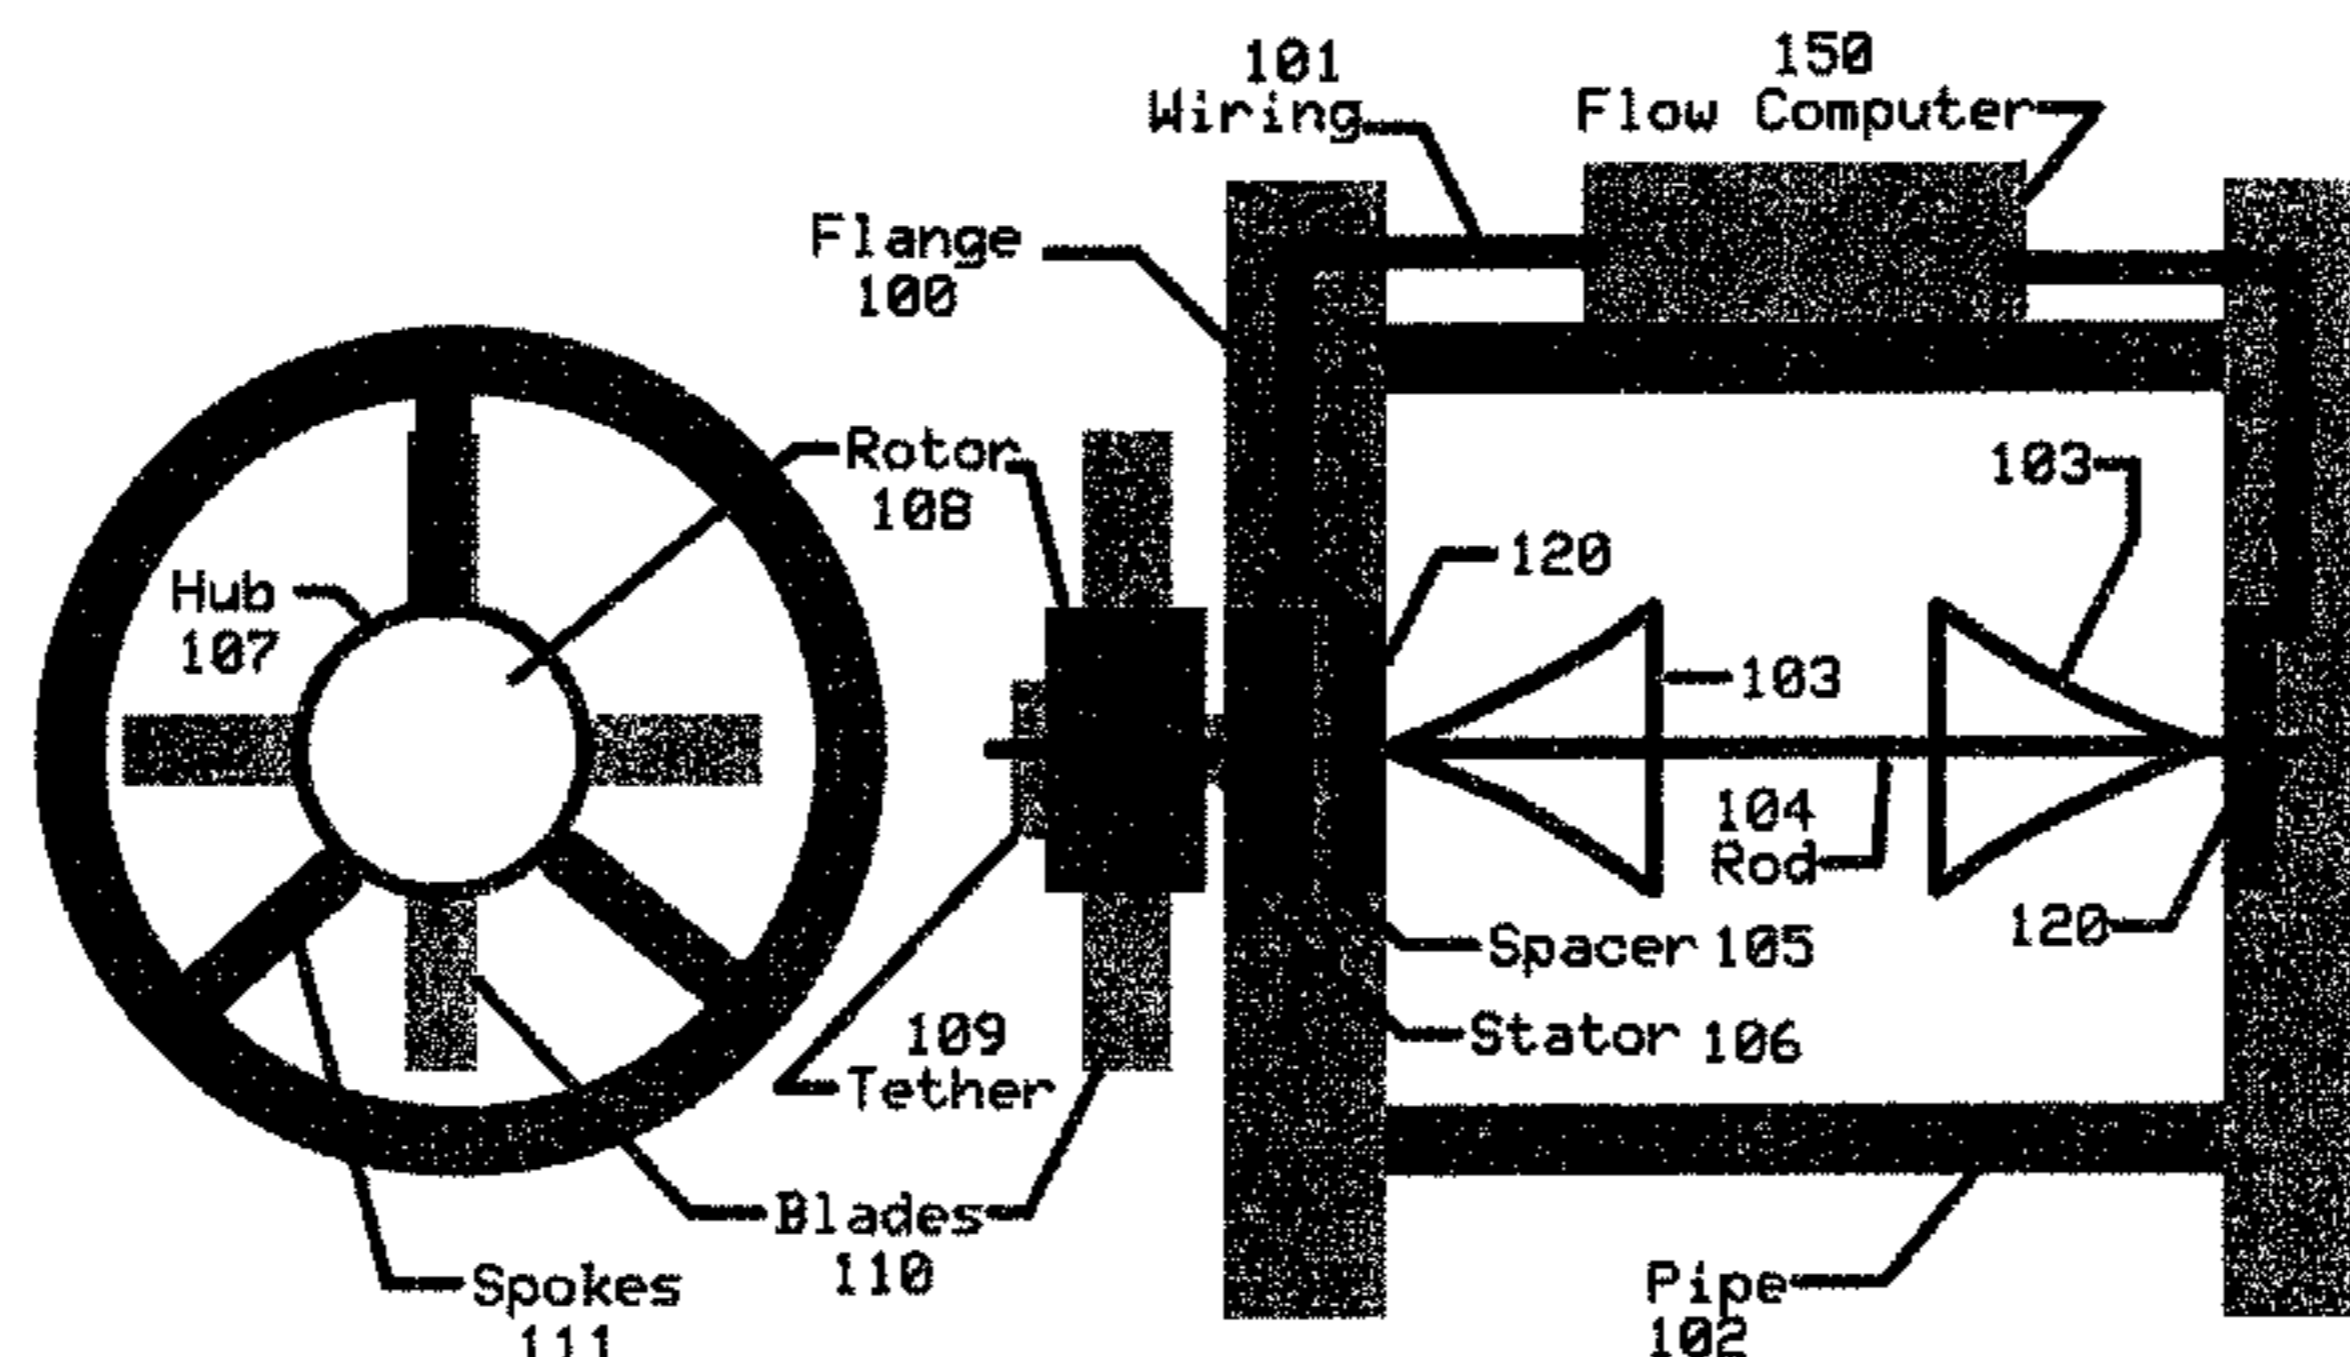 101
Wiring
150
Flow Computer
Flange
100
Rotor
108
103
120
Hub
107
103
104
Rod
120
Spacer 105
Stator 106
109
Tether
Blades
110
Spokes
111
Pipe
102